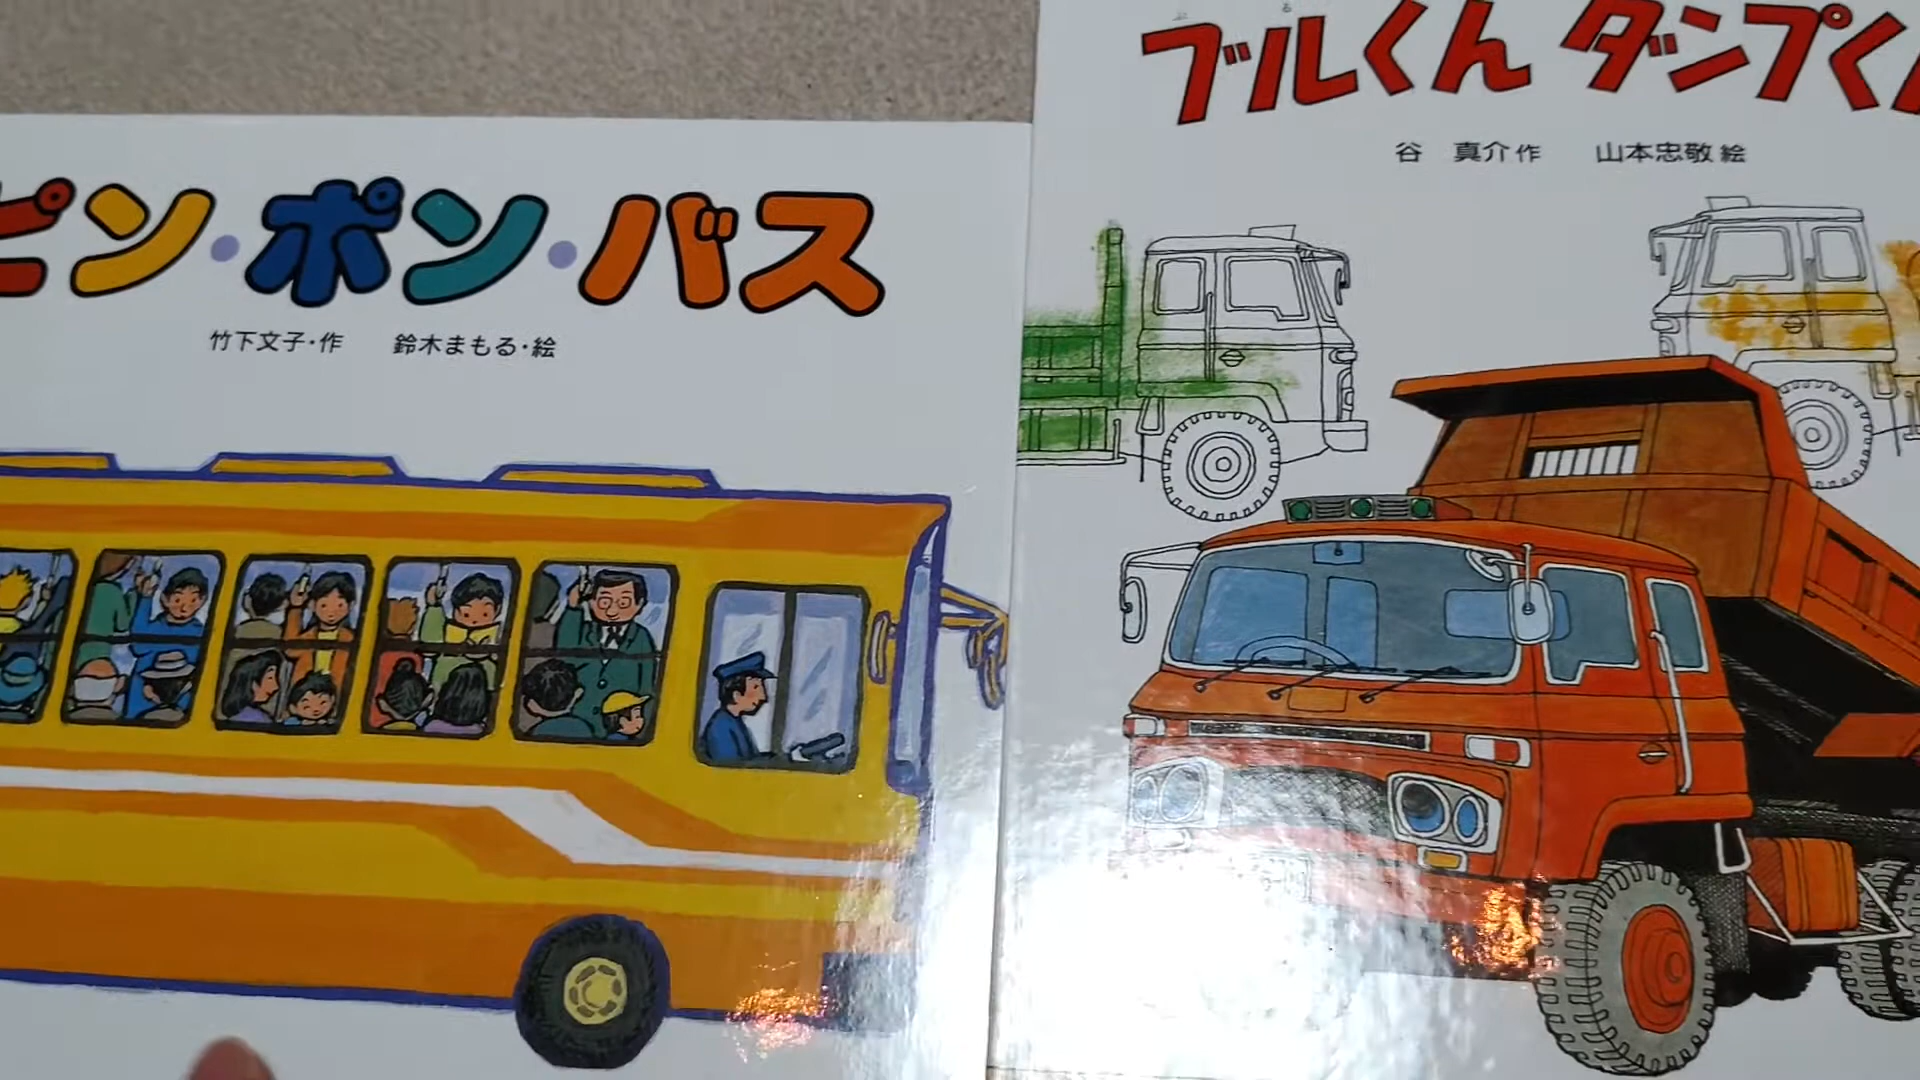 ピン・ポン・バス
竹下文子・作　鈴木まもる・絵
ブルくん ダンプく
谷　真介 作　山本忠敬 絵